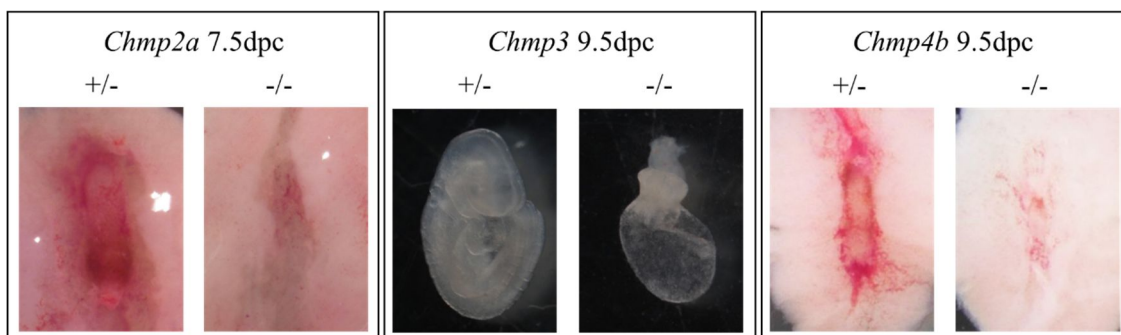 Chmp2a 7.5dpc
+/- -/-
Chmp3 9.5dpc
+/- -/-
Chmp4b 9.5dpc
+/- -/-